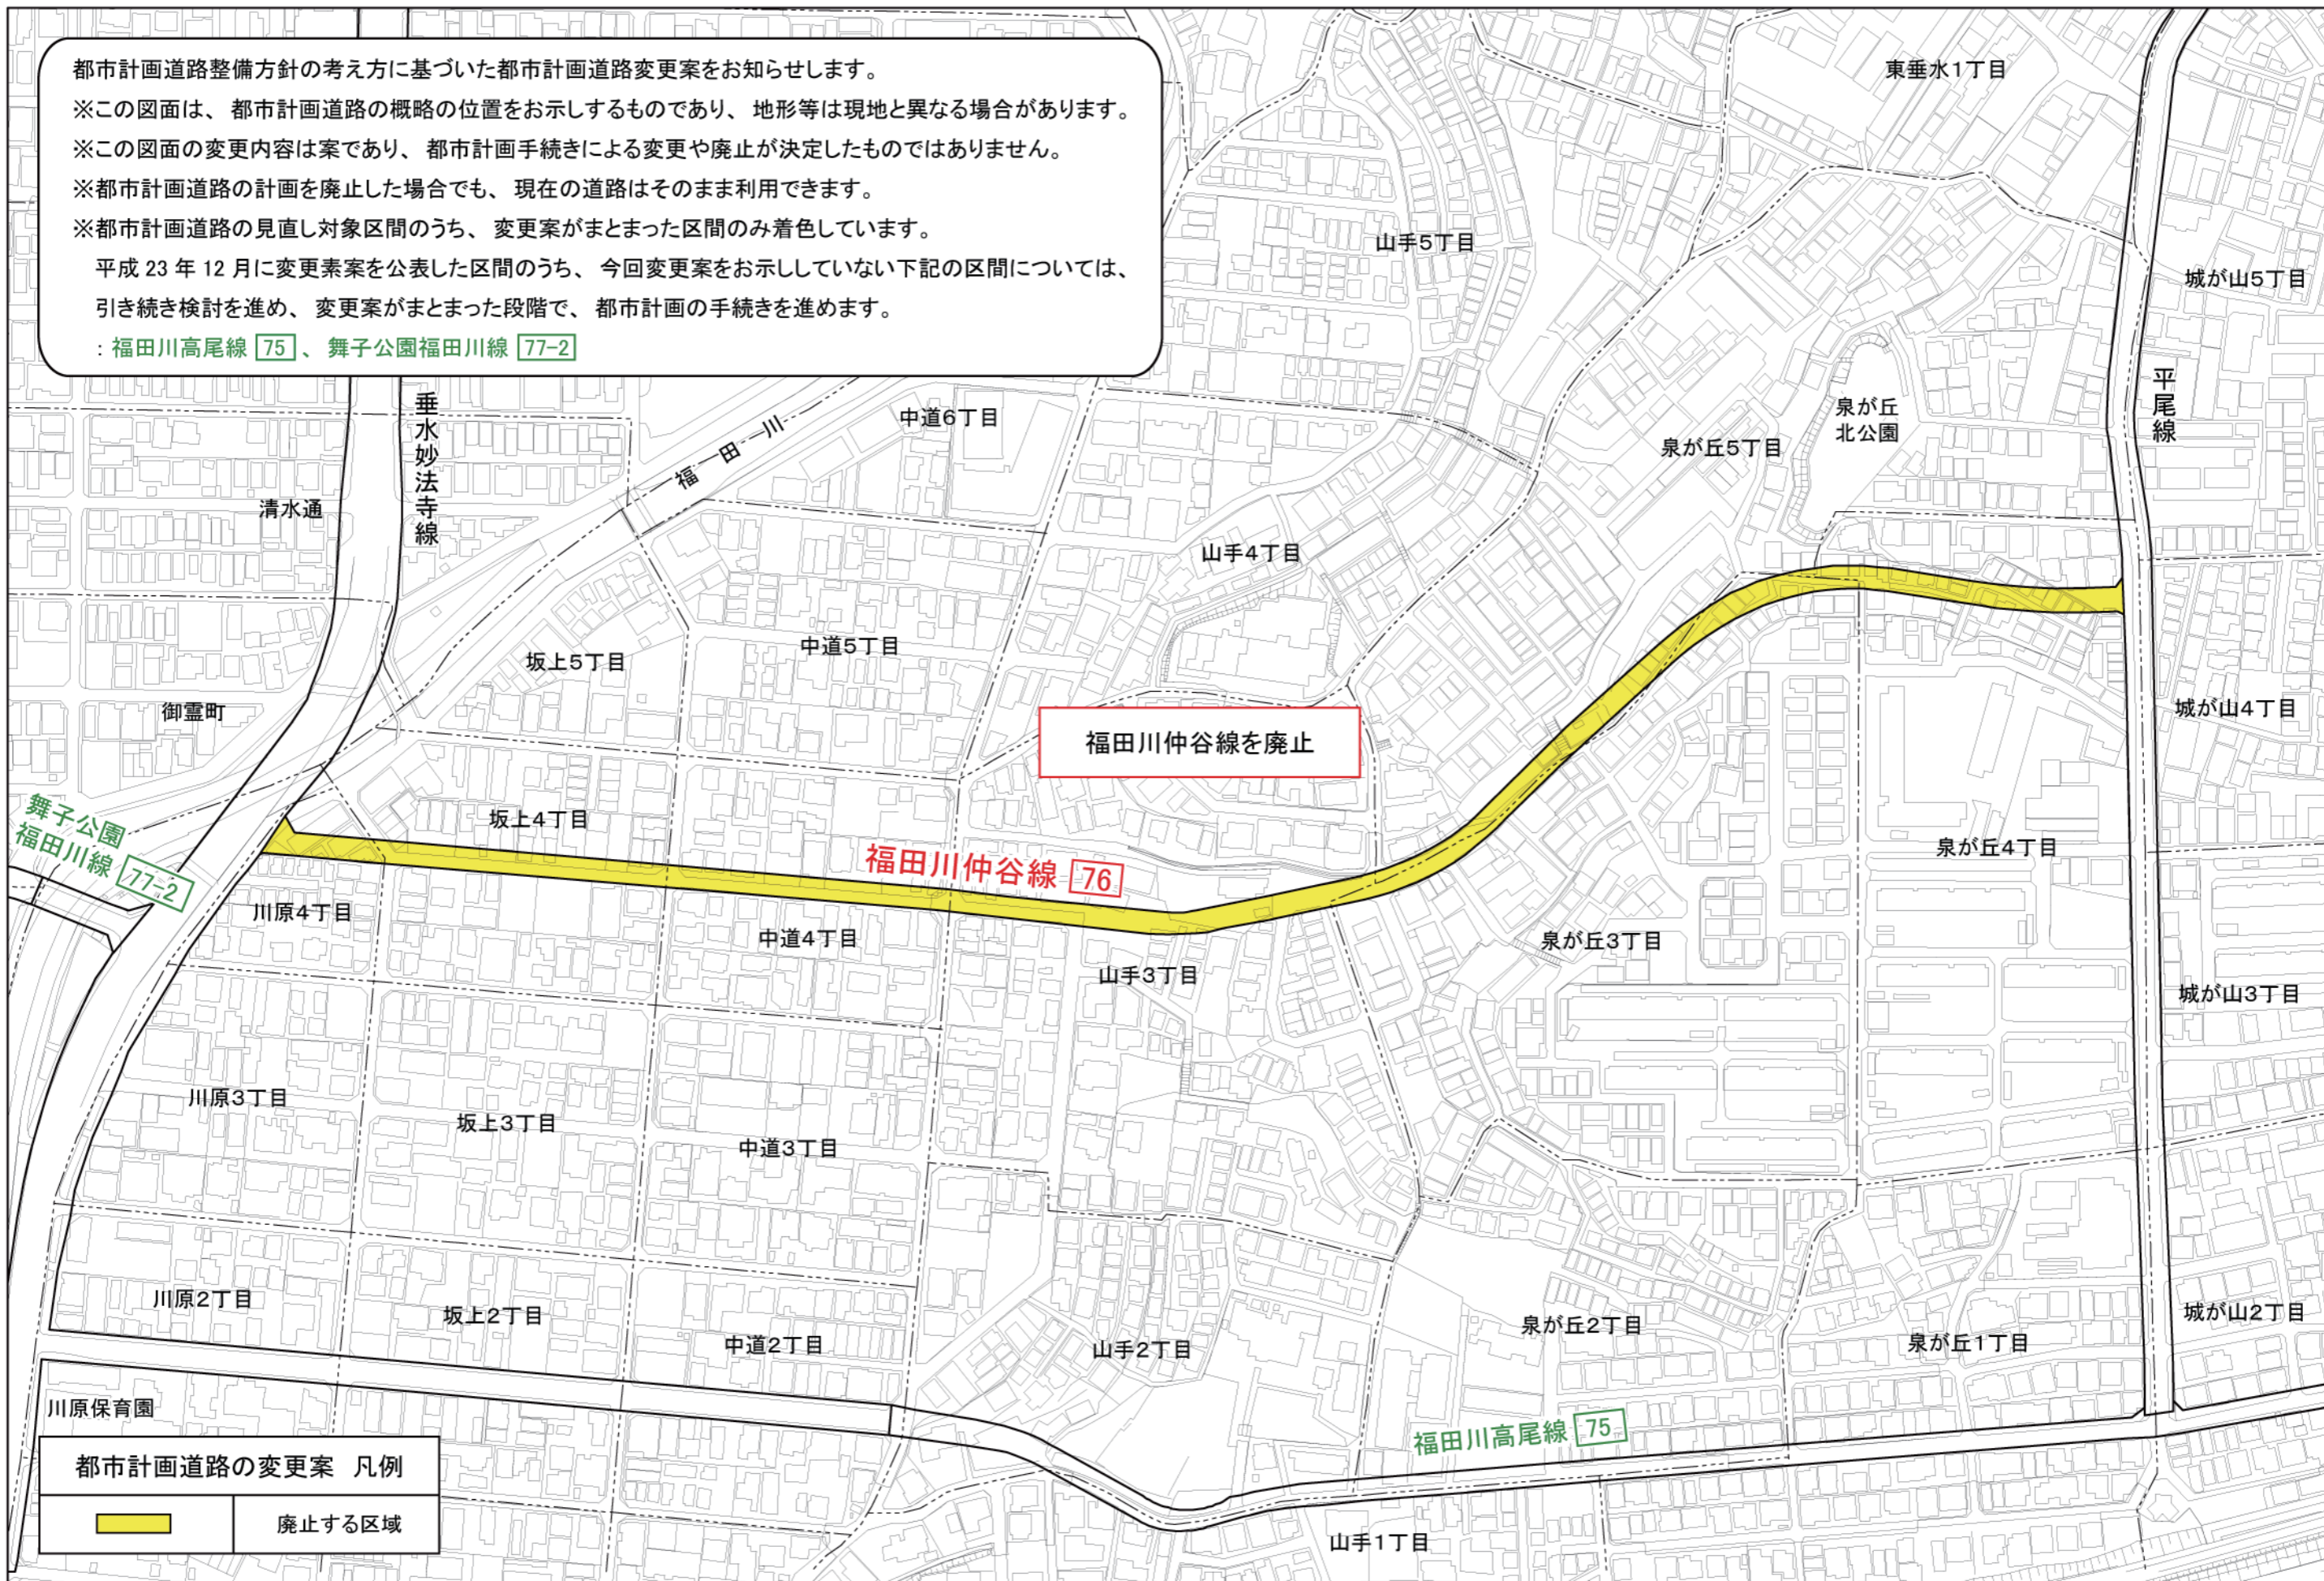 都市計画道路整備方針の考え方に基づいた都市計画道路変更案をお知らせします。
※この図面は、都市計画道路の概略の位置をお示しするものであり、地形等は現地と異なる場合があります。
※この図面の変更内容は案であり、都市計画手続きによる変更や廃止が決定したものではありません。
※都市計画道路の計画を廃止した場合でも、現在の道路はそのまま利用できます。
※都市計画道路の見直し対象区間のうち、変更案がまとまった区間のみ着色しています。
平成 23 年 12 月に変更素案を公表した区間のうち、今回変更案をお示ししていない下記の区間については、
引き続き検討を進め、変更案がまとまった段階で、都市計画の手続きを進めます。
：福田川高尾線 75 、舞子公園福田川線 77-2
東垂水1丁目
山手5丁目
城が山5丁目
垂水妙法寺線
福田川
中道6丁目
泉が丘5丁目
泉が丘
北公園
平尾線
清水通
山手4丁目
坂上5丁目
中道5丁目
御霊町
城が山4丁目
福田川仲谷線を廃止
舞子公園
福田川線 77-2
坂上4丁目
福田川仲谷線 76
泉が丘4丁目
川原4丁目
中道4丁目
泉が丘3丁目
山手3丁目
城が山3丁目
川原3丁目
坂上3丁目
中道3丁目
川原2丁目
坂上2丁目
中道2丁目
山手2丁目
泉が丘2丁目
泉が丘1丁目
城が山2丁目
川原保育園
福田川高尾線 75
山手1丁目
都市計画道路の変更案 凡例
廃止する区域